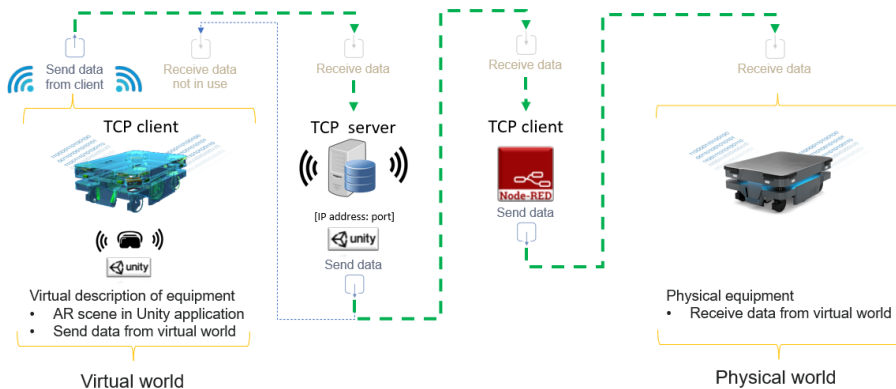 Send data
from client
Receive data
not in use
Receive data
Receive data
Receive data
TCP client
TCP server
TCP client
[IP address: port]
Node-RED
Send data
unity
Send data
unity
Virtual description of equipment
• AR scene in Unity application
• Send data from virtual world
Physical equipment
• Receive data from virtual world
Virtual world
Physical world